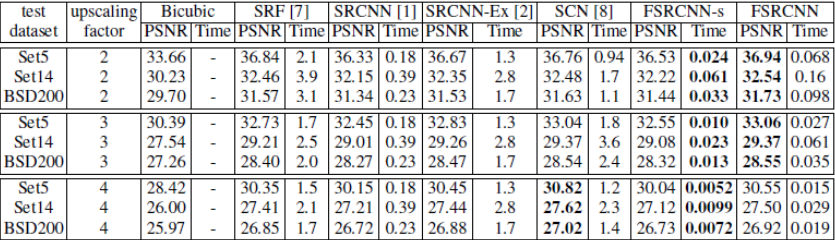 test upscaling Bicubic SRF [7] SRCNN [1] SRCNN-Ex [2] SCN [8] FSRCNN-s FSRCNN
dataset factor PSNR Time PSNR Time PSNR Time PSNR Time PSNR Time PSNR Time PSNR Time
Set5 2 33.66 - 36.84 2.1 36.33 0.18 36.67 1.3 36.76 0.94 36.53 0.024 36.94 0.068
Set14 2 30.23 - 32.46 3.9 32.15 0.39 32.35 2.8 32.48 1.7 32.22 0.061 32.54 0.16
BSD200 2 29.70 - 31.57 3.1 31.34 0.23 31.53 1.7 31.63 1.1 31.44 0.033 31.73 0.098
Set5 3 30.39 - 32.73 1.7 32.45 0.18 32.83 1.3 33.04 1.8 32.55 0.010 33.06 0.027
Set14 3 27.54 - 29.21 2.5 29.01 0.39 29.26 2.8 29.37 3.6 29.08 0.023 29.37 0.061
BSD200 3 27.26 - 28.40 2.0 28.27 0.23 28.47 1.7 28.54 2.4 28.32 0.013 28.55 0.035
Set5 4 28.42 - 30.35 1.5 30.15 0.18 30.45 1.3 30.82 1.2 30.04 0.0052 30.55 0.015
Set14 4 26.00 - 27.41 2.1 27.21 0.39 27.44 2.8 27.62 2.3 27.12 0.0099 27.50 0.029
BSD200 4 25.97 - 26.85 1.7 26.72 0.23 26.88 1.7 27.02 1.4 26.73 0.0072 26.92 0.019